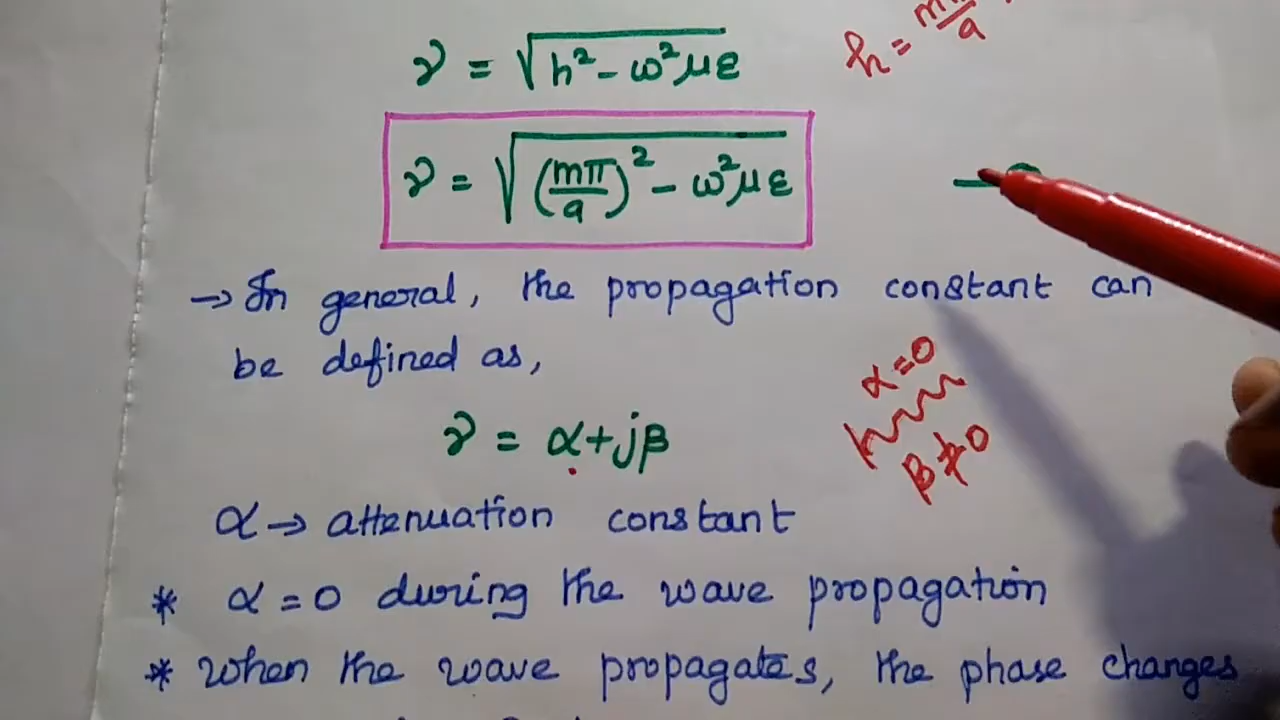 γ = √h² - ω²με
h = mπ/a
γ = √(mπ/a)² - ω²με
→ In general, the propagation constant can
be defined as,
α = 0
γ = α + jβ
β ≠ 0
α → attenuation constant
* α = 0 during the wave propagation
* When the wave propagates, the phase changes